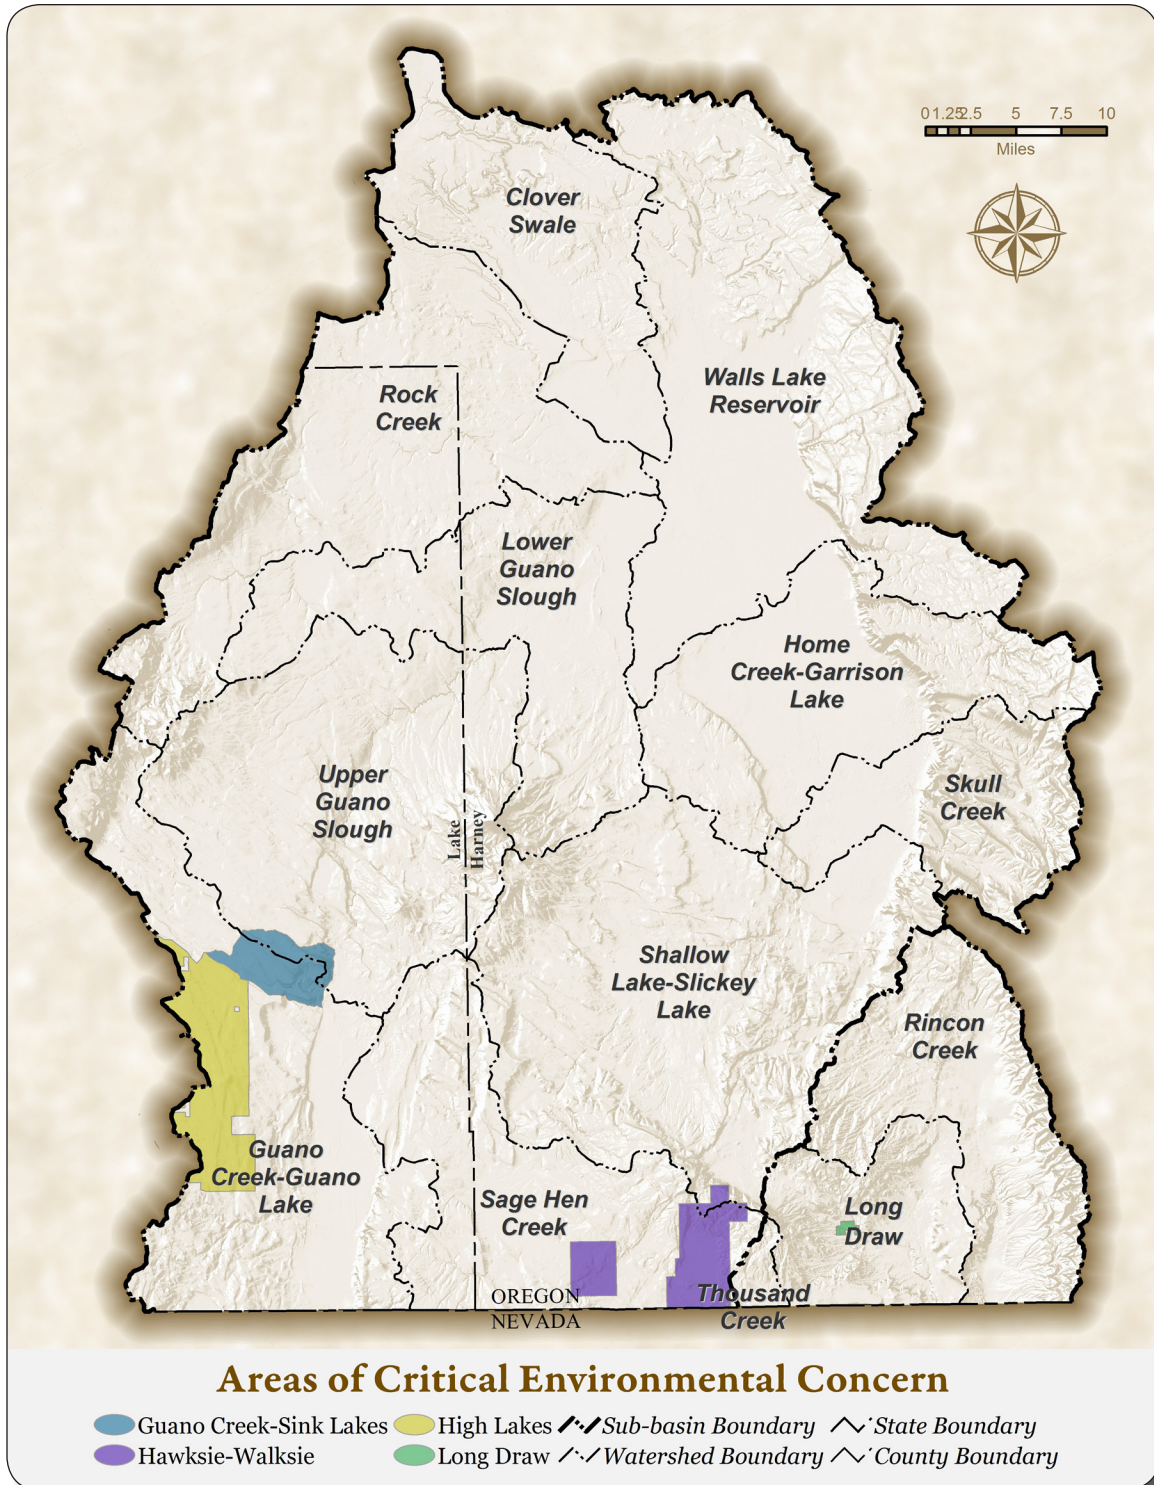 0 1.25 2.5 5 7.5 10
Miles
Clover
Swale
Walls Lake
Reservoir
Rock
Creek
Lower
Guano
Slough
Home
Creek-Garrison
Lake
Upper
Guano
Slough
Skull
Creek
Lake
Harney
Shallow
Lake-Slickey
Lake
Rincon
Creek
Guano
Creek-Guano
Lake
Sage Hen
Creek
Long
Draw
Thousand
Creek
OREGON
NEVADA
Areas of Critical Environmental Concern
Guano Creek-Sink Lakes High Lakes Sub-basin Boundary State Boundary
Hawksie-Walksie Long Draw Watershed Boundary County Boundary